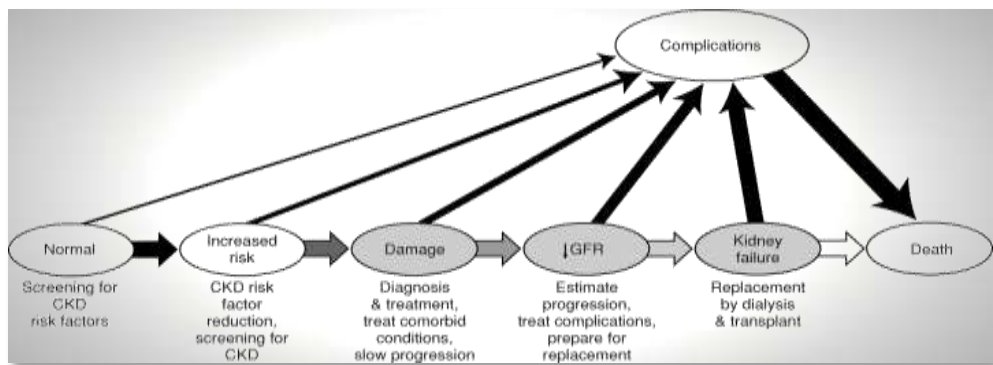 Complications
Normal
Increased
risk
Damage
↓GFR
Kidney
failure
Death
Screening for
CKD
risk factors
CKD risk
factor
reduction,
screening for
CKD
Diagnosis
& treatment,
treat comorbid
conditions,
slow progression
Estimate
progression,
treat complications,
prepare for
replacement
Replacement
by dialysis
& transplant